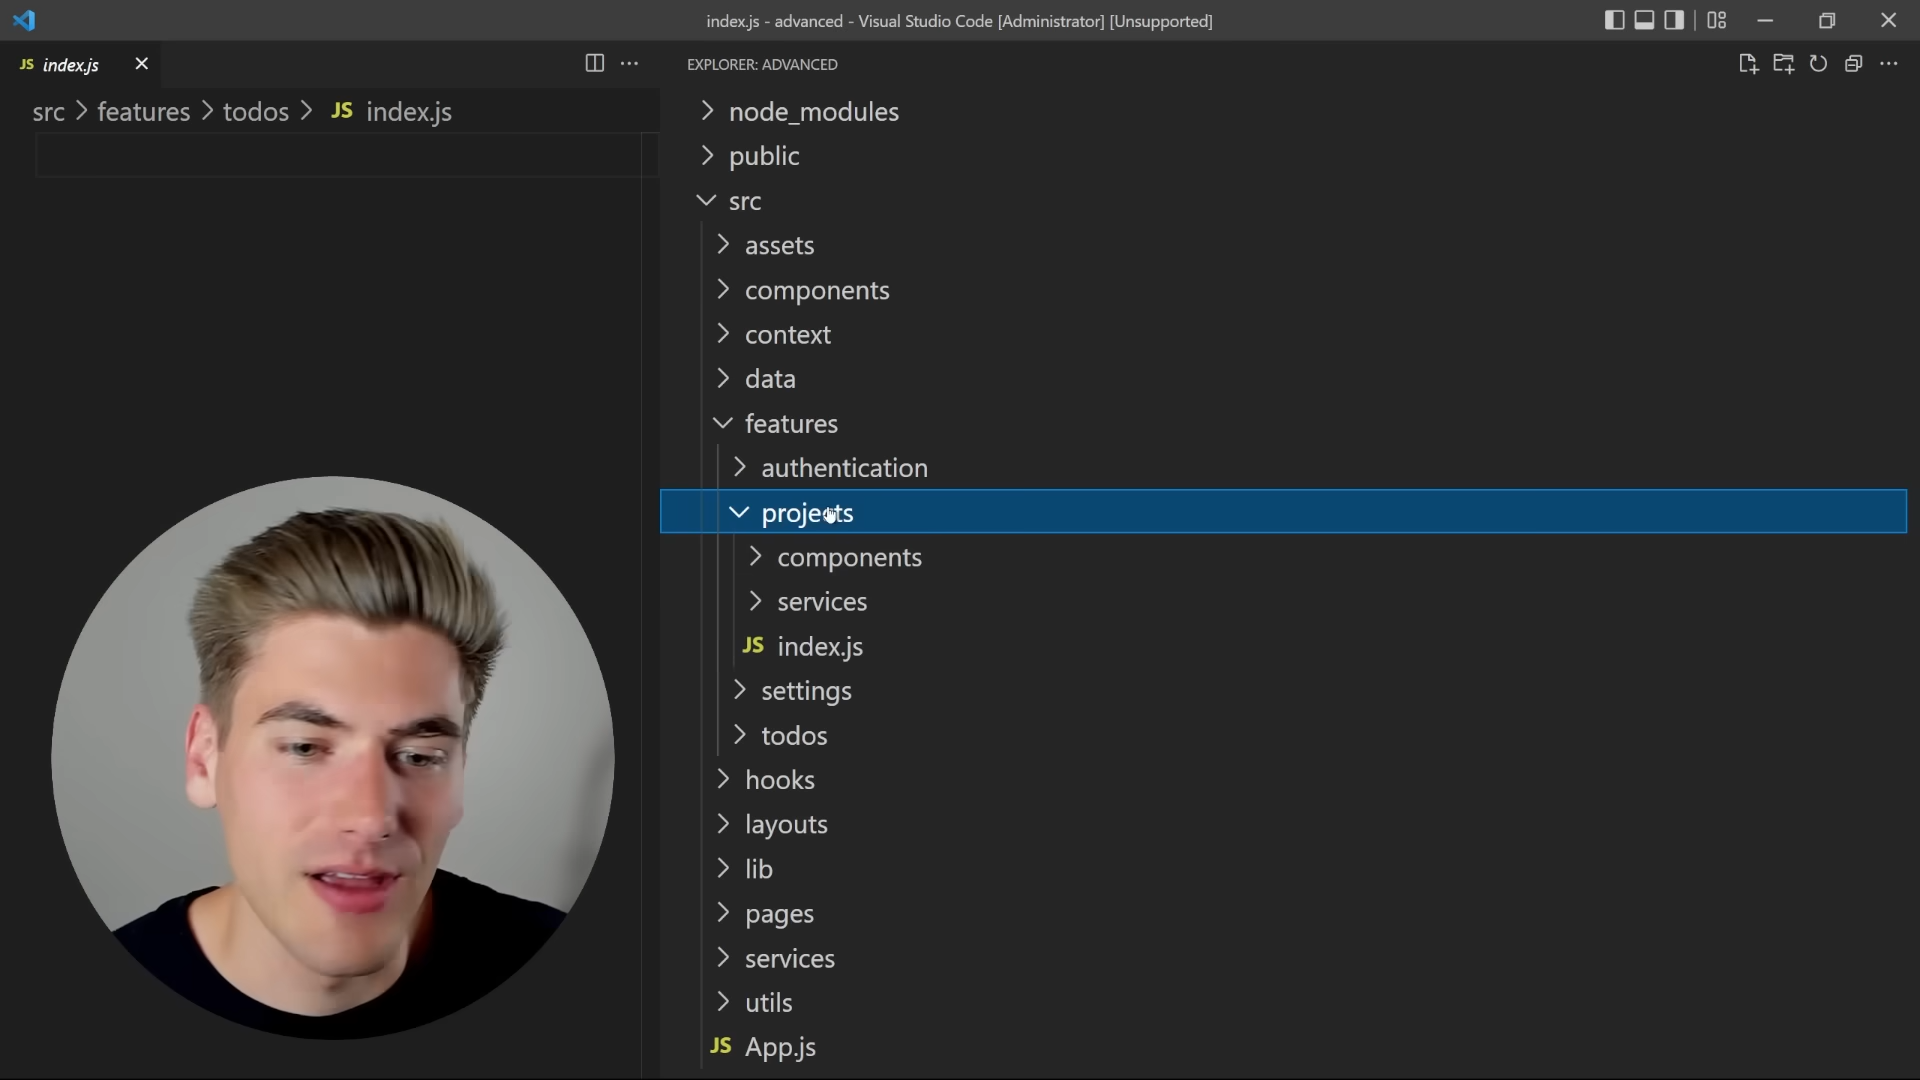 index.js - advanced - Visual Studio Code [Administrator] [Unsupported]
JS index.js
EXPLORER: ADVANCED
src > features > todos > JS index.js
node_modules
public
src
assets
components
context
data
features
authentication
projects
components
services
JS index.js
settings
todos
hooks
layouts
lib
pages
services
utils
JS App.js